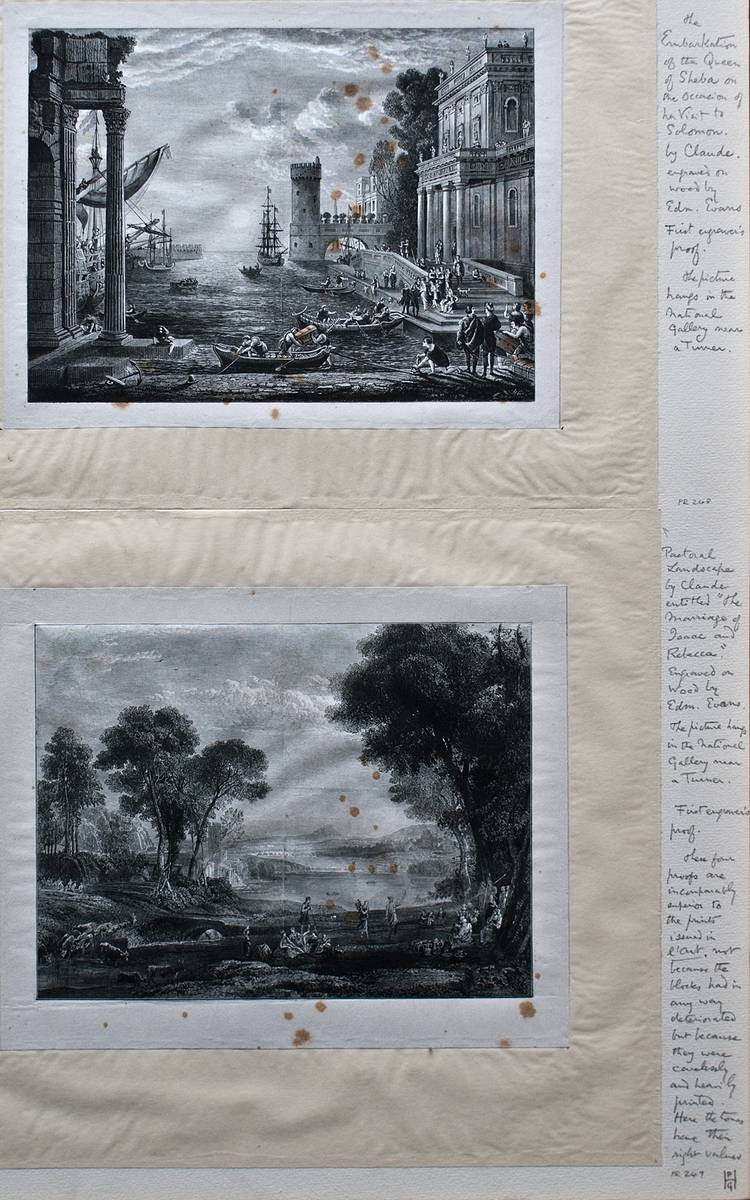 The
Embarkation
of the Queen
of Sheba on
the occasion of
her Visit to
Solomon.
by Claude.
engraved on
wood by
Edm. Evans
First engraver's
proof.
The picture
hangs in the
National
Gallery near
a Turner.
PR 248
Pastoral
Landscape
by Claude
entitled "The
Marriage of
Isaac and
Rebecca".
Engraved on
Wood by
Edm. Evans.
The picture hangs
in the National
Gallery near
a Turner.
First engraver's
proof.
These four
proofs are
incomparably
superior to
the prints
issued in
l'Art, not
because the
blocks had in
any way
deteriorated
but because
they were
carelessly
and heavily
printed.
Here the tones
have their
right values
PR 249